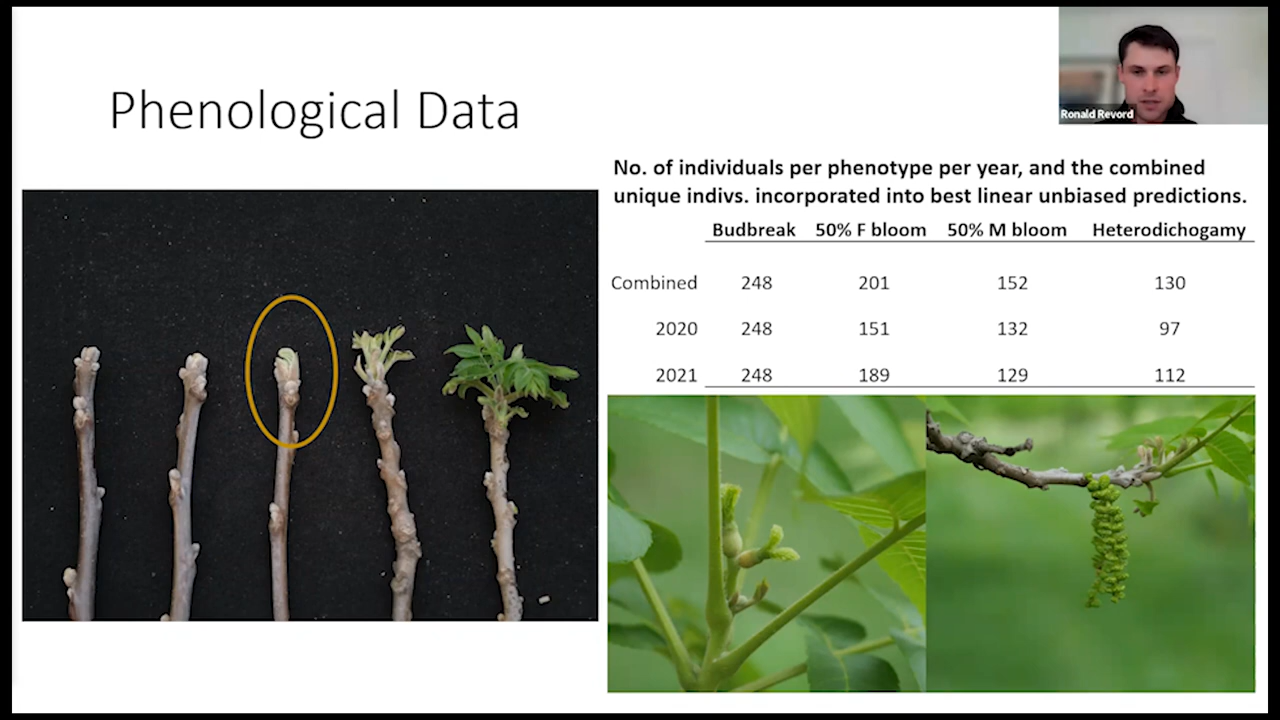 Phenological Data
Ronald Revord
No. of individuals per phenotype per year, and the combined
unique indivs. incorporated into best linear unbiased predictions.
Budbreak 50% F bloom 50% M bloom Heterodichogamy
Combined 248 201 152 130
2020 248 151 132 97
2021 248 189 129 112